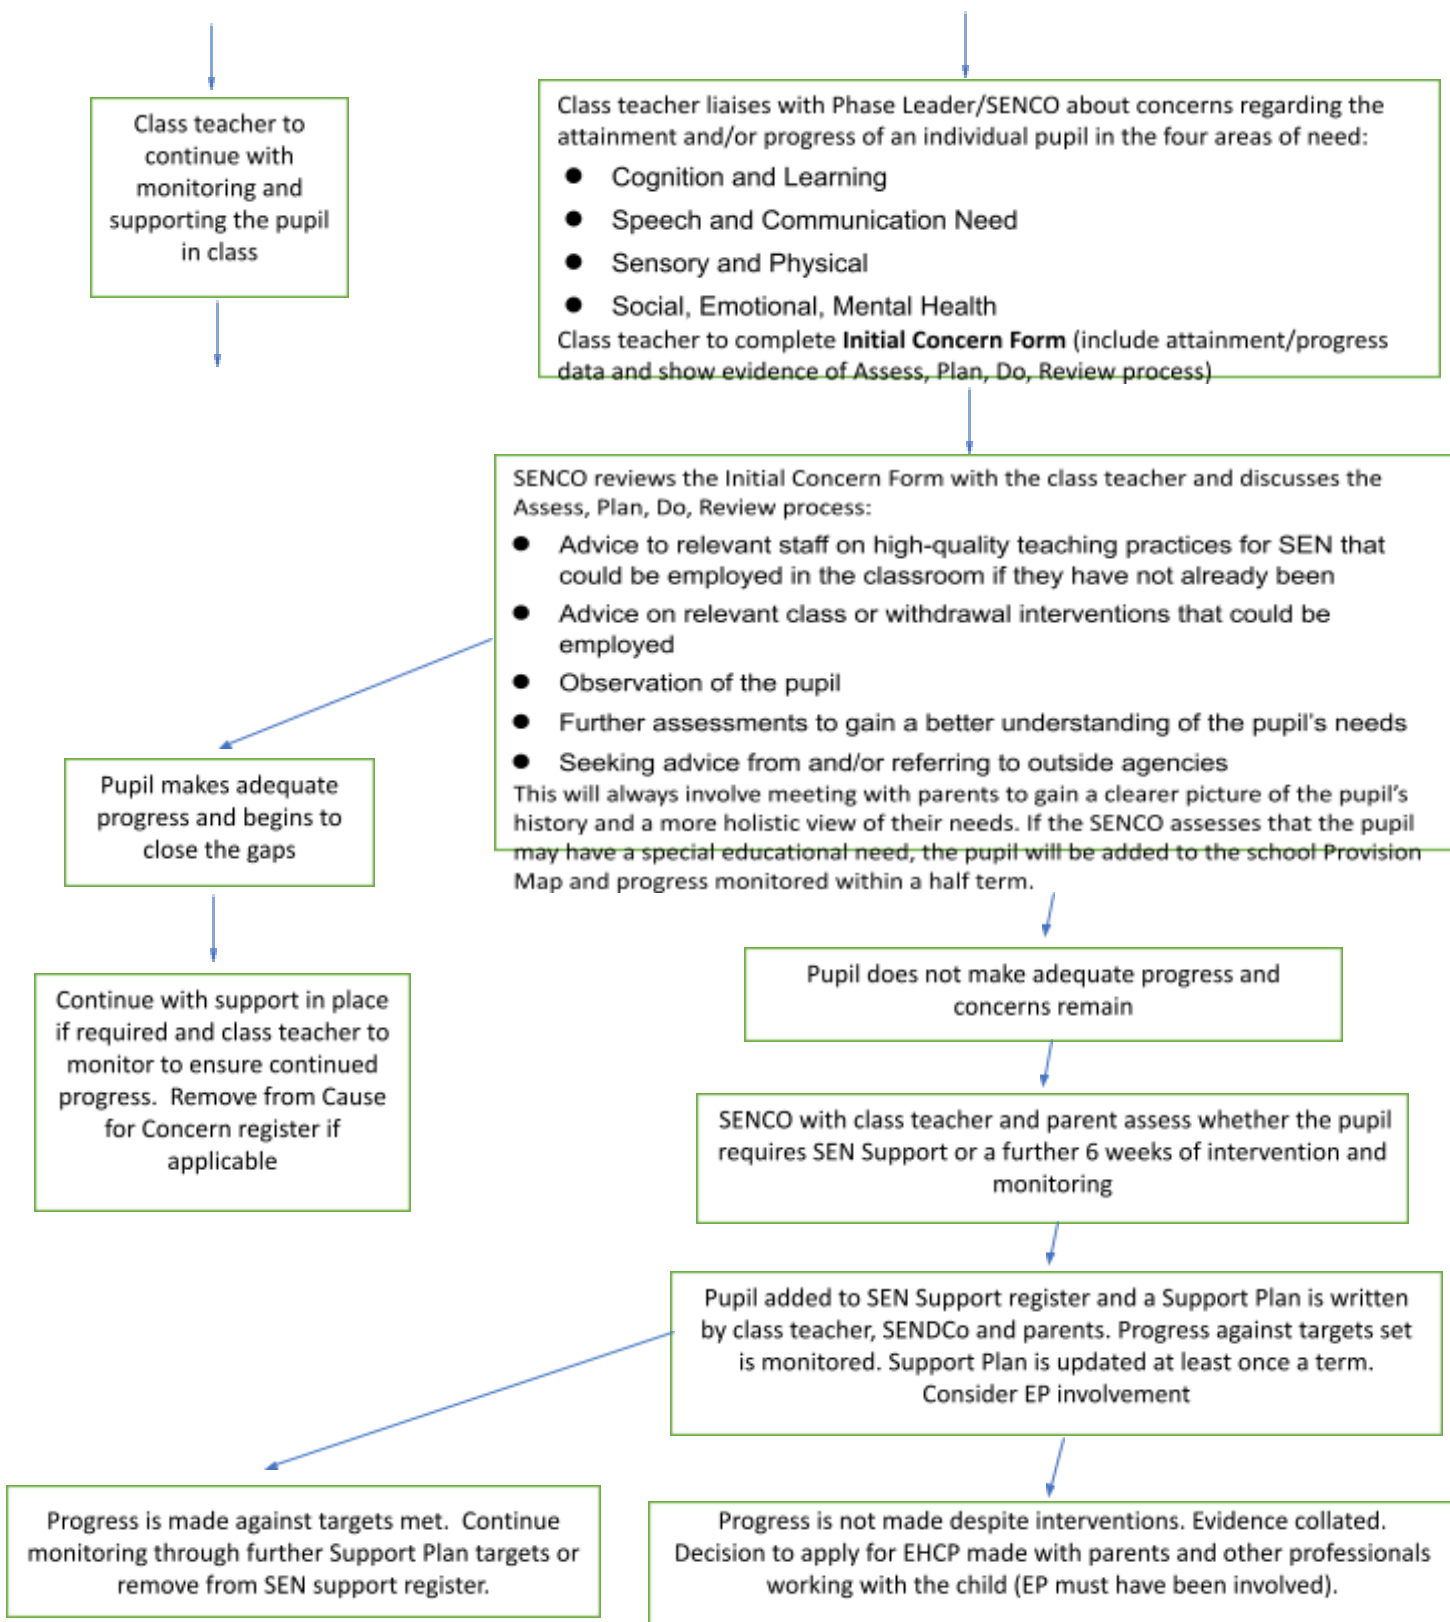 Class teacher to
continue with
monitoring and
supporting the pupil
in class
Class teacher liaises with Phase Leader/SENCO about concerns regarding the
attainment and/or progress of an individual pupil in the four areas of need:
● Cognition and Learning
● Speech and Communication Need
● Sensory and Physical
● Social, Emotional, Mental Health
Class teacher to complete Initial Concern Form (include attainment/progress
data and show evidence of Assess, Plan, Do, Review process)
SENCO reviews the Initial Concern Form with the class teacher and discusses the
Assess, Plan, Do, Review process:
● Advice to relevant staff on high-quality teaching practices for SEN that
could be employed in the classroom if they have not already been
● Advice on relevant class or withdrawal interventions that could be
employed
● Observation of the pupil
● Further assessments to gain a better understanding of the pupil's needs
● Seeking advice from and/or referring to outside agencies
This will always involve meeting with parents to gain a clearer picture of the pupil's
history and a more holistic view of their needs. If the SENCO assesses that the pupil
may have a special educational need, the pupil will be added to the school Provision
Map and progress monitored within a half term.
Pupil makes adequate
progress and begins to
close the gaps
Continue with support in place
if required and class teacher to
monitor to ensure continued
progress.  Remove from Cause
for Concern register if
applicable
Pupil does not make adequate progress and
concerns remain
SENCO with class teacher and parent assess whether the pupil
requires SEN Support or a further 6 weeks of intervention and
monitoring
Pupil added to SEN Support register and a Support Plan is written
by class teacher, SENDCo and parents. Progress against targets set
is monitored. Support Plan is updated at least once a term.
Consider EP involvement
Progress is made against targets met.  Continue
monitoring through further Support Plan targets or
remove from SEN support register.
Progress is not made despite interventions. Evidence collated.
Decision to apply for EHCP made with parents and other professionals
working with the child (EP must have been involved).